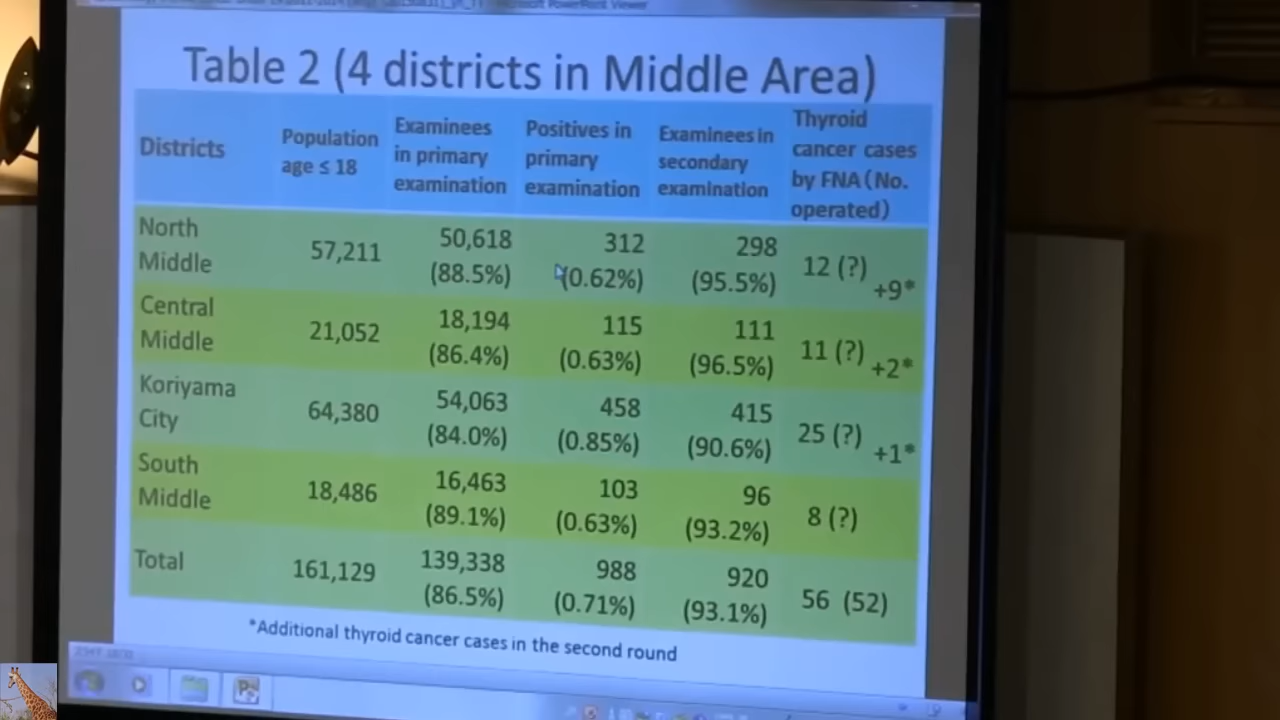 Microsoft PowerPoint Viewer
Table 2 (4 districts in Middle Area)
Districts
Population
age ≤ 18
Examinees
in primary
examination
Positives in
primary
examination
Examinees in
secondary
examination
Thyroid
cancer cases
by FNA (No.
operated)
North
Middle
57,211
50,618
(88.5%)
312
(0.62%)
298
(95.5%)
12 (?)
+9*
Central
Middle
21,052
18,194
(86.4%)
115
(0.63%)
111
(96.5%)
11 (?)
+2*
Koriyama
City
64,380
54,063
(84.0%)
458
(0.85%)
415
(90.6%)
25 (?)
+1*
South
Middle
18,486
16,463
(89.1%)
103
(0.63%)
96
(93.2%)
8 (?)
Total
161,129
139,338
(86.5%)
988
(0.71%)
920
(93.1%)
56 (52)
*Additional thyroid cancer cases in the second round